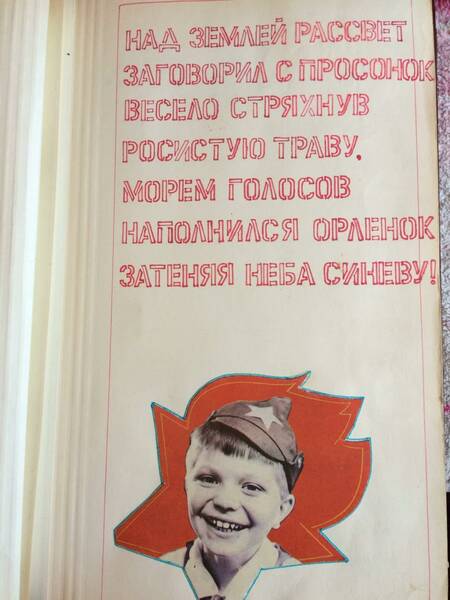 НАД ЗЕМЛЕЙ РАССВЕТ
ЗАГОВОРИЛ С ПРОСОНОК
ВЕСЕЛО СТРЯХНУВ
РОСИСТУЮ ТРАВУ,
МОРЕМ ГОЛОСОВ
НАПОЛНИЛСЯ ОРЛЕНОК
ЗАТЕНЯЯ НЕБА СИНЕВУ!